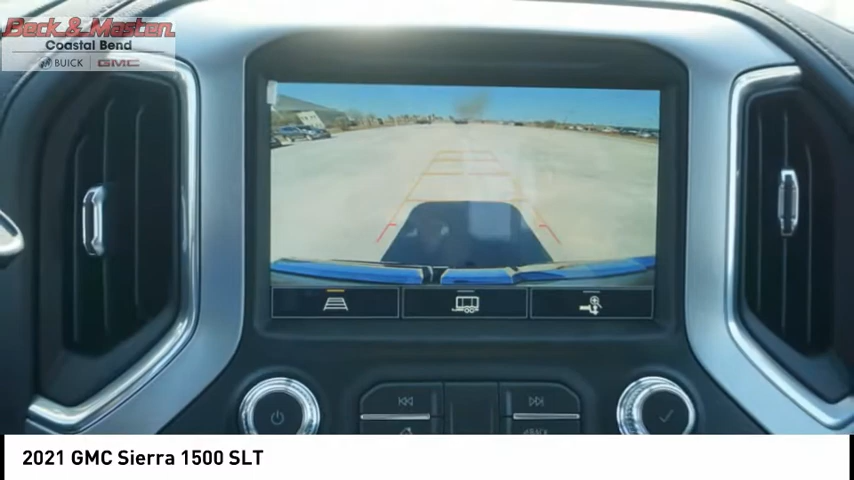 Beck & Masten
Coastal Bend
BUICK GMC
2021 GMC Sierra 1500 SLT